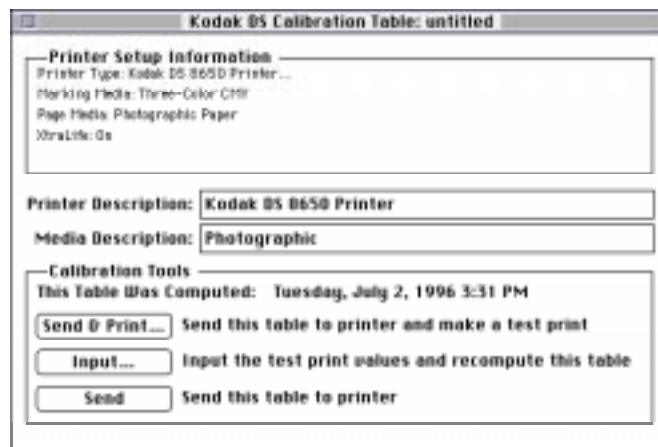 Kodak DS Calibration Table: untitled
Printer Setup Information
Printer Type: Kodak DS 8650 Printer...
Marking Media: Three-Color CMY
Page Media: Photographic Paper
XtraLife: On
Printer Description: Kodak DS 8650 Printer
Media Description: Photographic
Calibration Tools
This Table Was Computed: Tuesday, July 2, 1996 3:31 PM
Send & Print... Send this table to printer and make a test print
Input... Input the test print values and recompute this table
Send Send this table to printer